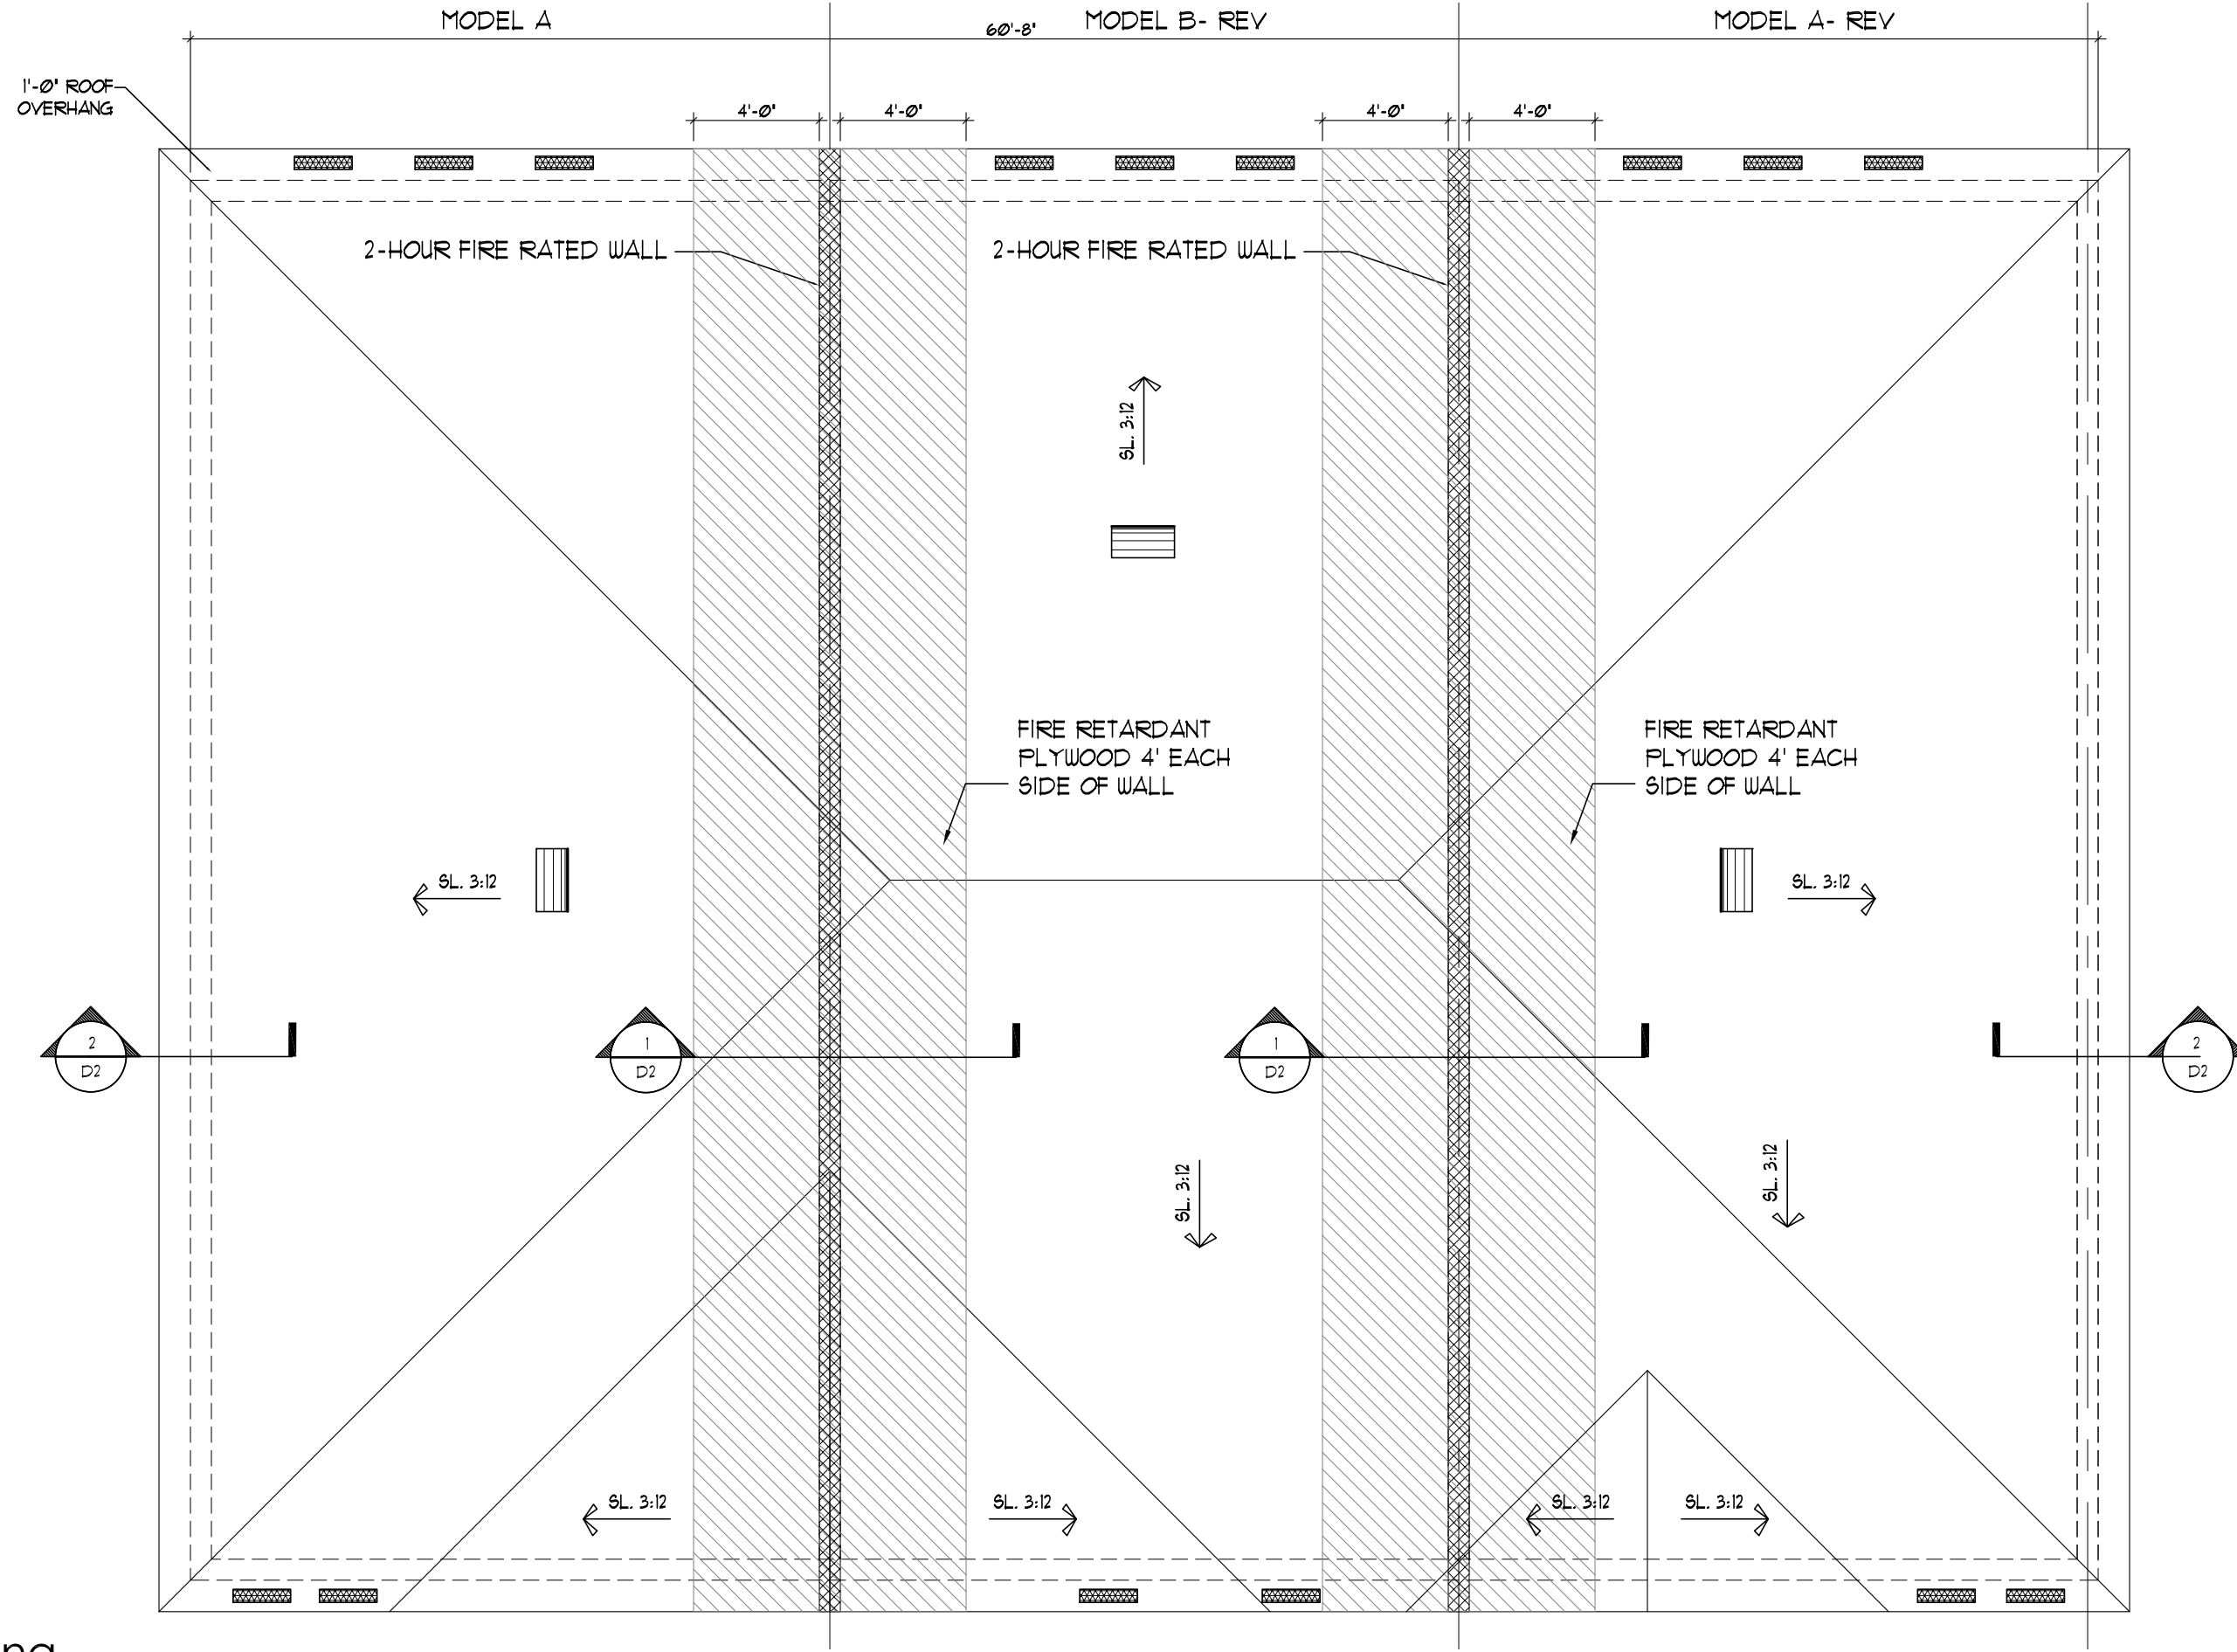 MODEL A
60'-8"
MODEL B- REV
MODEL A- REV
1'-0" ROOF
OVERHANG
4'-0"
4'-0"
4'-0"
4'-0"
2-HOUR FIRE RATED WALL
2-HOUR FIRE RATED WALL
SL. 3:12
FIRE RETARDANT
PLYWOOD 4' EACH
SIDE OF WALL
FIRE RETARDANT
PLYWOOD 4' EACH
SIDE OF WALL
SL. 3:12
SL. 3:12
2
D2
1
D2
1
D2
2
D2
SL. 3:12
SL. 3:12
SL. 3:12
SL. 3:12
SL. 3:12
SL. 3:12